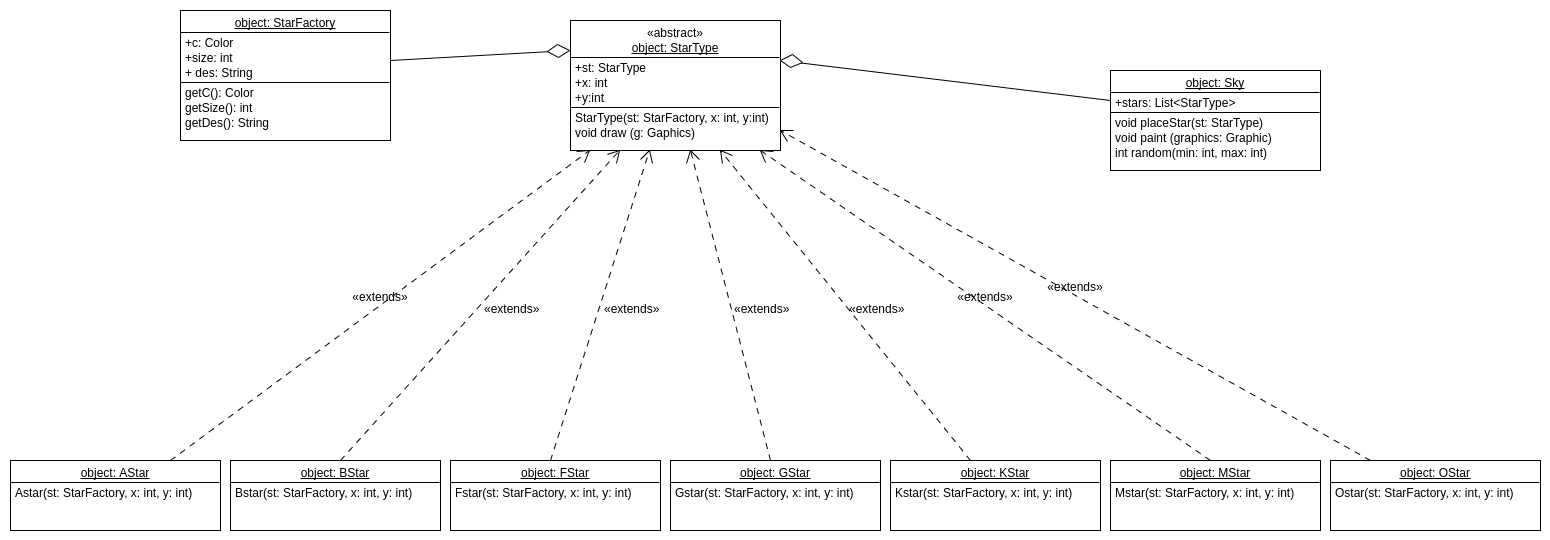 object: StarFactory
+c: Color
+size: int
+ des: String
getC(): Color
getSize(): int
getDes(): String
«abstract»
object: StarType
+st: StarType
+x: int
+y:int
StarType(st: StarFactory, x: int, y:int)
void draw (g: Gaphics)
object: Sky
+stars: List<StarType>
void placeStar(st: StarType)
void paint (graphics: Graphic)
int random(min: int, max: int)
«extends»
«extends»
«extends»
«extends»
«extends»
«extends»
«extends»
object: AStar
Astar(st: StarFactory, x: int, y: int)
object: BStar
Bstar(st: StarFactory, x: int, y: int)
object: FStar
Fstar(st: StarFactory, x: int, y: int)
object: GStar
Gstar(st: StarFactory, x: int, y: int)
object: KStar
Kstar(st: StarFactory, x: int, y: int)
object: MStar
Mstar(st: StarFactory, x: int, y: int)
object: OStar
Ostar(st: StarFactory, x: int, y: int)